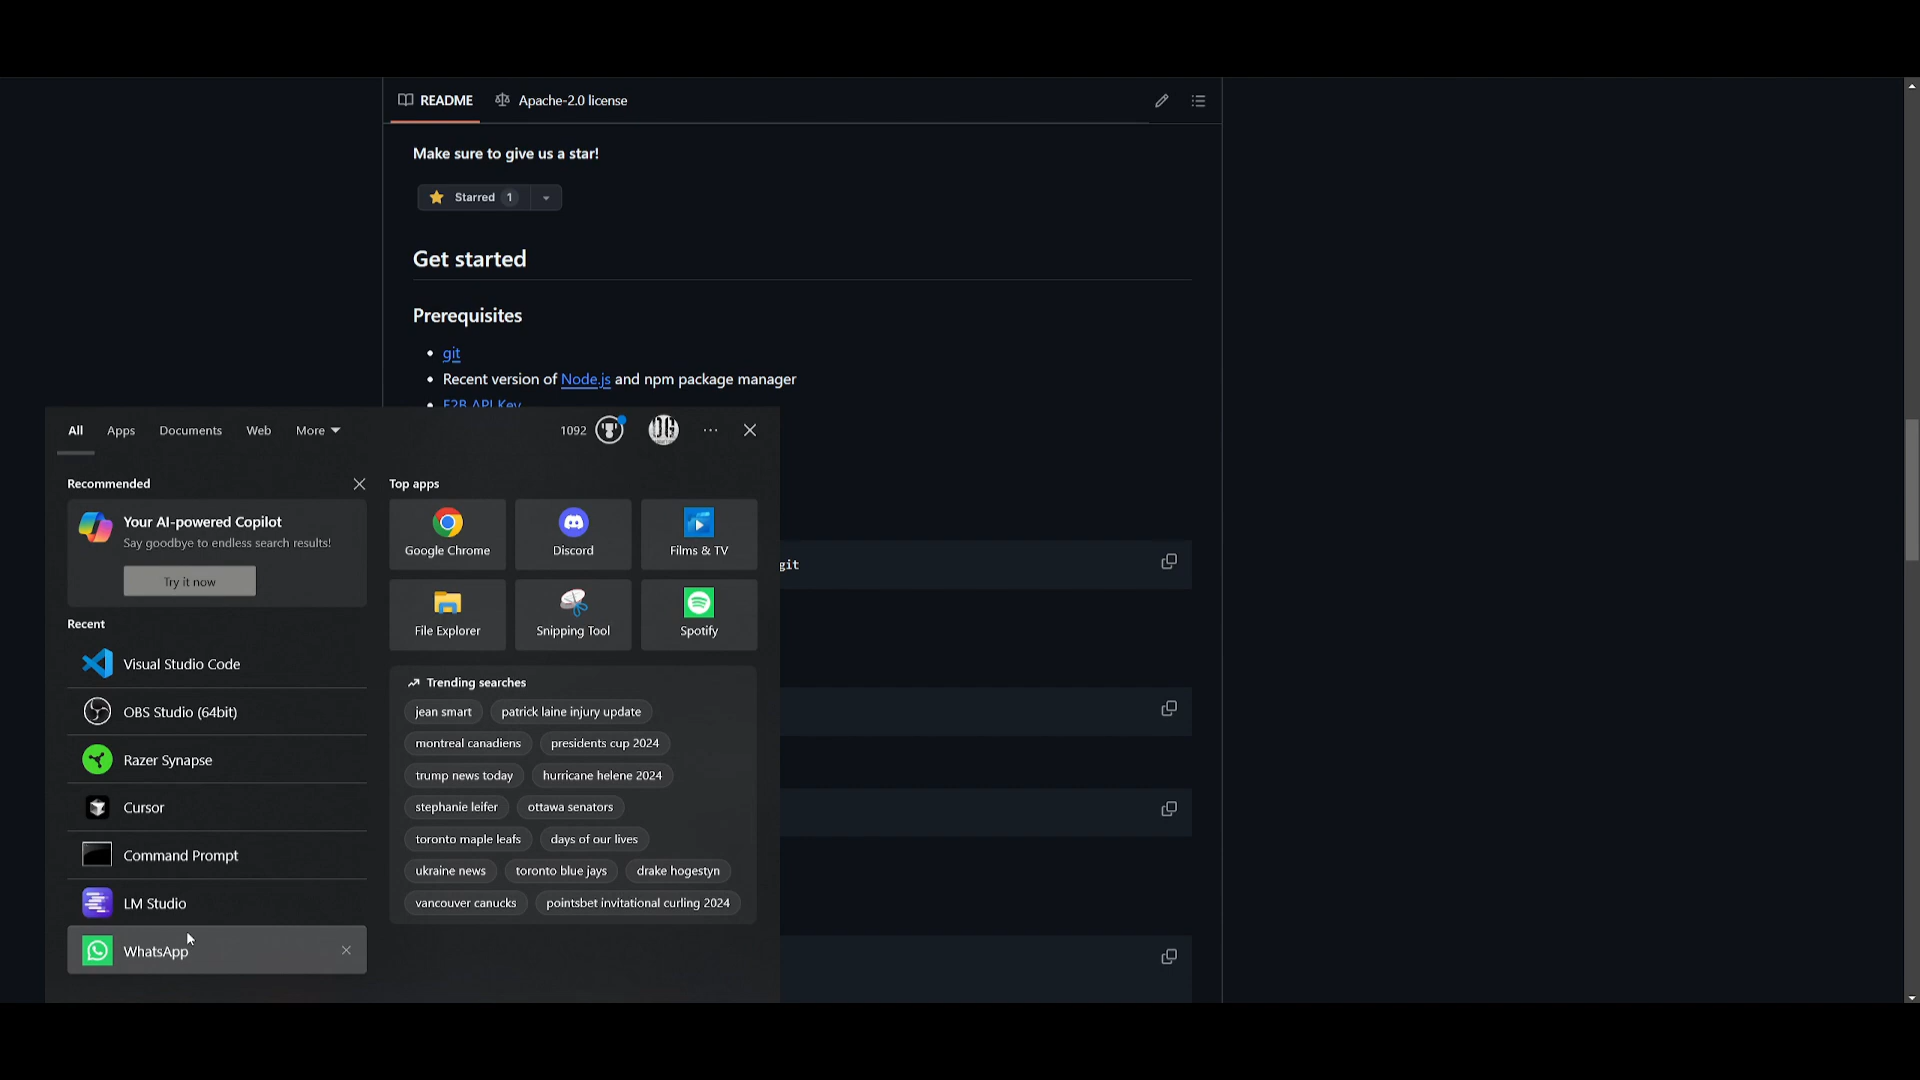 README
Apache-2.0 license
Make sure to give us a star!
Starred 1
Get started
Prerequisites
git
Recent version of Node.js and npm package manager
E2B API Key
All Apps Documents Web More
1092
Recommended
Your AI-powered Copilot
Say goodbye to endless search results!
Try it now
Recent
Visual Studio Code
OBS Studio (64bit)
Razer Synapse
Cursor
Command Prompt
LM Studio
WhatsApp
Top apps
Google Chrome
Discord
Films & TV
File Explorer
Snipping Tool
Spotify
Trending searches
jean smart
patrick laine injury update
montreal canadiens
presidents cup 2024
trump news today
hurricane helene 2024
stephanie leifer
ottawa senators
toronto maple leafs
days of our lives
ukraine news
toronto blue jays
drake hogestyn
vancouver canucks
pointsbet invitational curling 2024
git